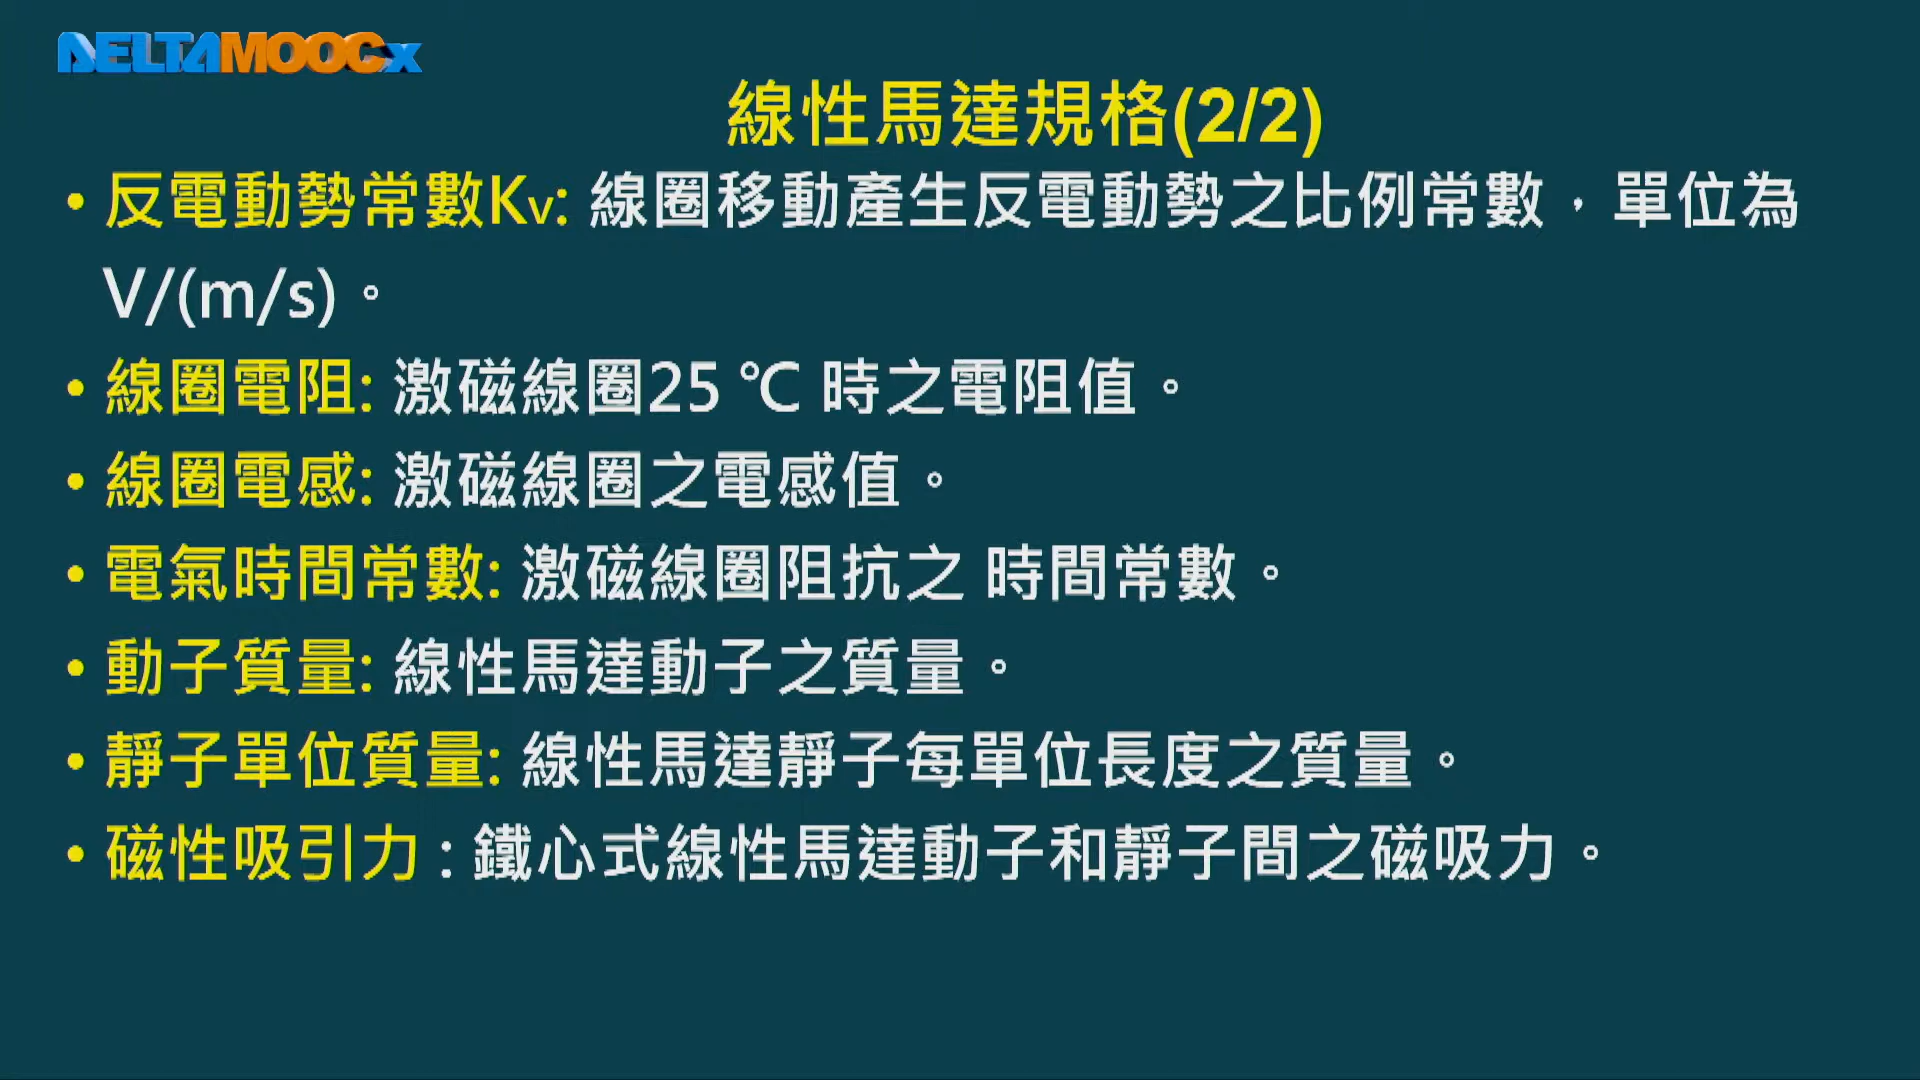 DELTAMOOCx
線性馬達規格(2/2)
• 反電動勢常數Kv: 線圈移動產生反電動勢之比例常數，單位為
V/(m/s)。
• 線圈電阻: 激磁線圈25 ℃ 時之電阻值。
• 線圈電感: 激磁線圈之電感值。
• 電氣時間常數: 激磁線圈阻抗之 時間常數。
• 動子質量: 線性馬達動子之質量。
• 靜子單位質量: 線性馬達靜子每單位長度之質量。
• 磁性吸引力 : 鐵心式線性馬達動子和靜子間之磁吸力。